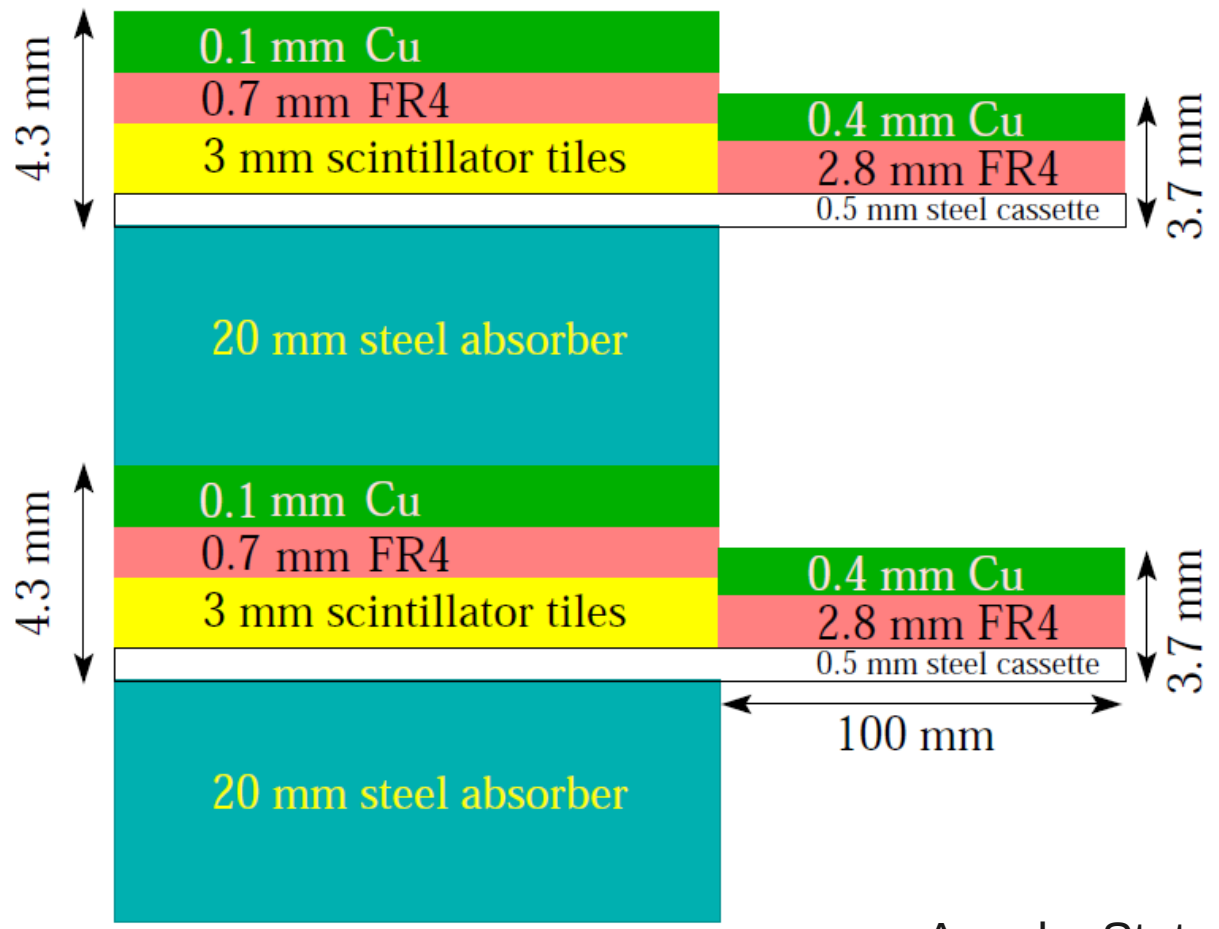 4.3 mm
0.1 mm Cu
0.7 mm FR4
3 mm scintillator tiles
0.4 mm Cu
2.8 mm FR4
0.5 mm steel cassette
3.7 mm
20 mm steel absorber
4.3 mm
0.1 mm Cu
0.7 mm FR4
3 mm scintillator tiles
0.4 mm Cu
2.8 mm FR4
0.5 mm steel cassette
3.7 mm
100 mm
20 mm steel absorber